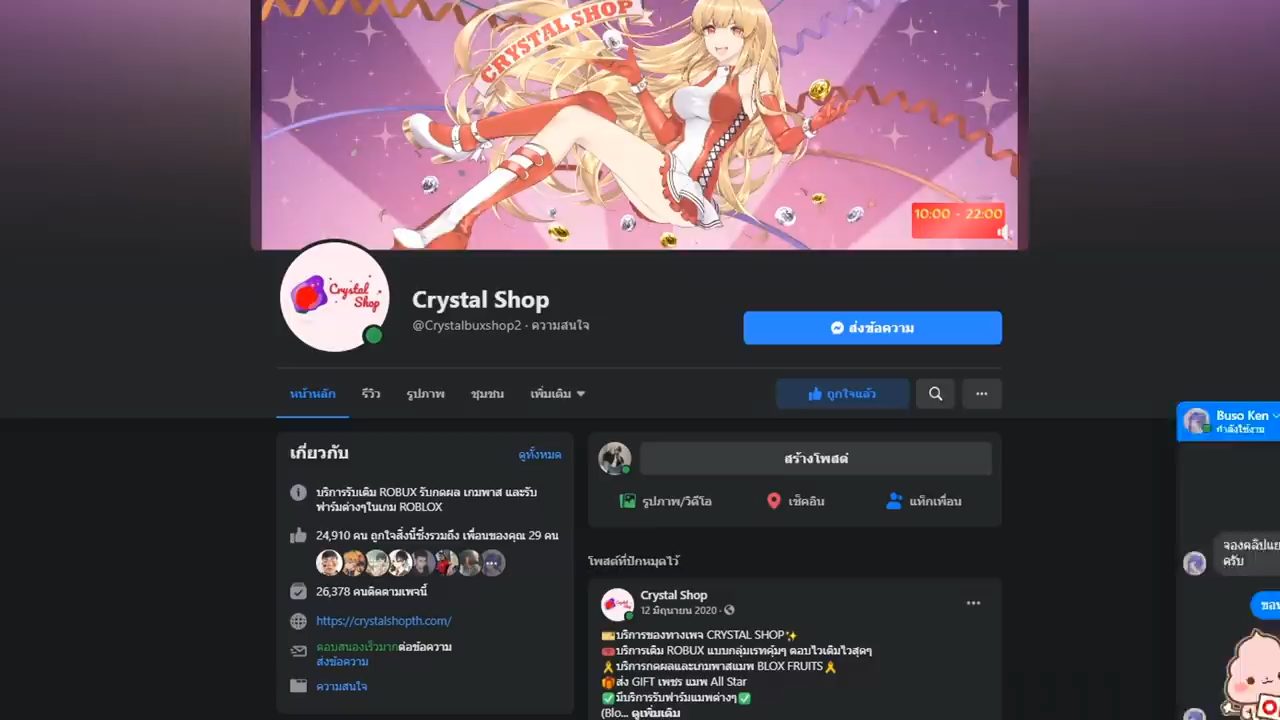 CRYSTAL SHOP
10:00 - 22:00
Crystal Shop
Crystal Shop
@Crystalbuxshop2 · ความสนใจ
ส่งข้อความ
หน้าหลัก
รีวิว
รูปภาพ
ชุมชน
เพิ่มเติม
ถูกใจแล้ว
เกี่ยวกับ
ดูทั้งหมด
บริการรับเติม ROBUX รับกดผล เกมพาส และรับ
ฟาร์มต่างๆในเกม ROBLOX
24,910 คน ถูกใจสิ่งนี้ซึ่งรวมถึง เพื่อนของคุณ 29 คน
26,378 คนติดตามเพจนี้
https://crystalshopth.com/
ตอบสนองเร็วมากต่อข้อความ
ส่งข้อความ
ความสนใจ
สร้างโพสต์
รูปภาพ/วิดีโอ
เช็คอิน
แท็กเพื่อน
โพสต์ที่ปักหมุดไว้
Crystal Shop
12 มิถุนายน 2020 ·
🎫บริการของทางเพจ CRYSTAL SHOP✨
🎟บริการเติม ROBUX แบบกลุ่มเรทคุ้มๆ ตอบไวเติมไวสุดๆ
🎗บริการกดผลและเกมพาสแมพ BLOX FRUITS🎗
🎁ส่ง GIFT เพชร แมพ All Star
✅มีบริการรับฟาร์มแมพต่างๆ✅
(Blo... ดูเพิ่มเติม
Buso Ken
กำลังใช้งาน
จองคลิปแย
ครับ